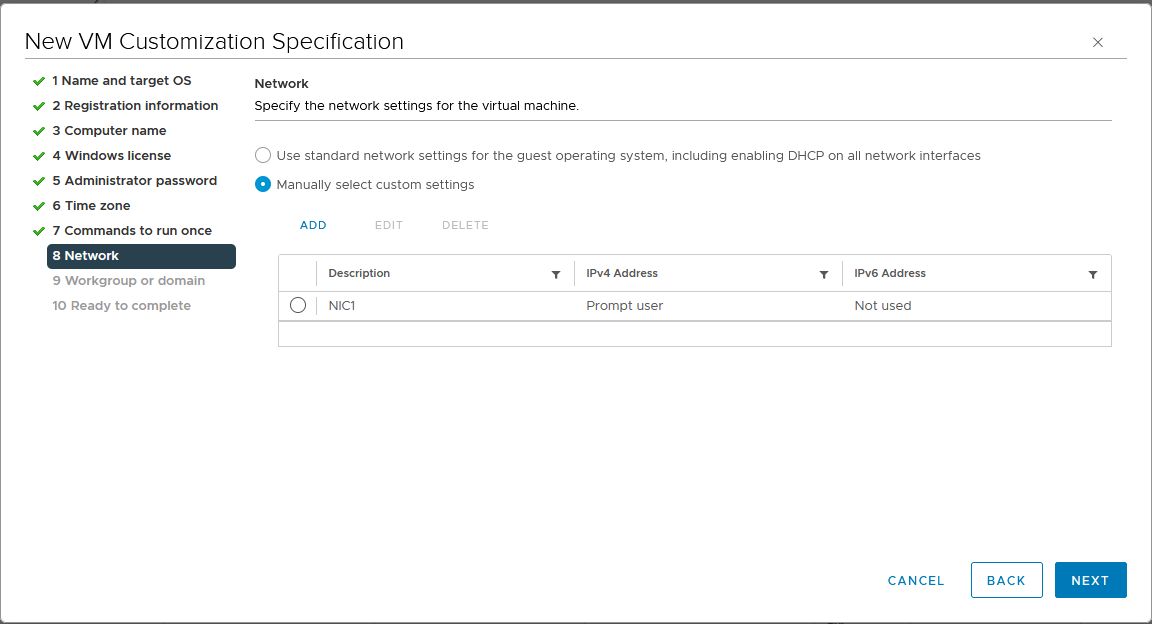 New VM Customization Specification
1 Name and target OS
2 Registration information
3 Computer name
4 Windows license
5 Administrator password
6 Time zone
7 Commands to run once
8 Network
9 Workgroup or domain
10 Ready to complete
Network
Specify the network settings for the virtual machine.
Use standard network settings for the guest operating system, including enabling DHCP on all network interfaces
Manually select custom settings
ADD EDIT DELETE
Description IPv4 Address IPv6 Address
NIC1 Prompt user Not used
CANCEL BACK NEXT